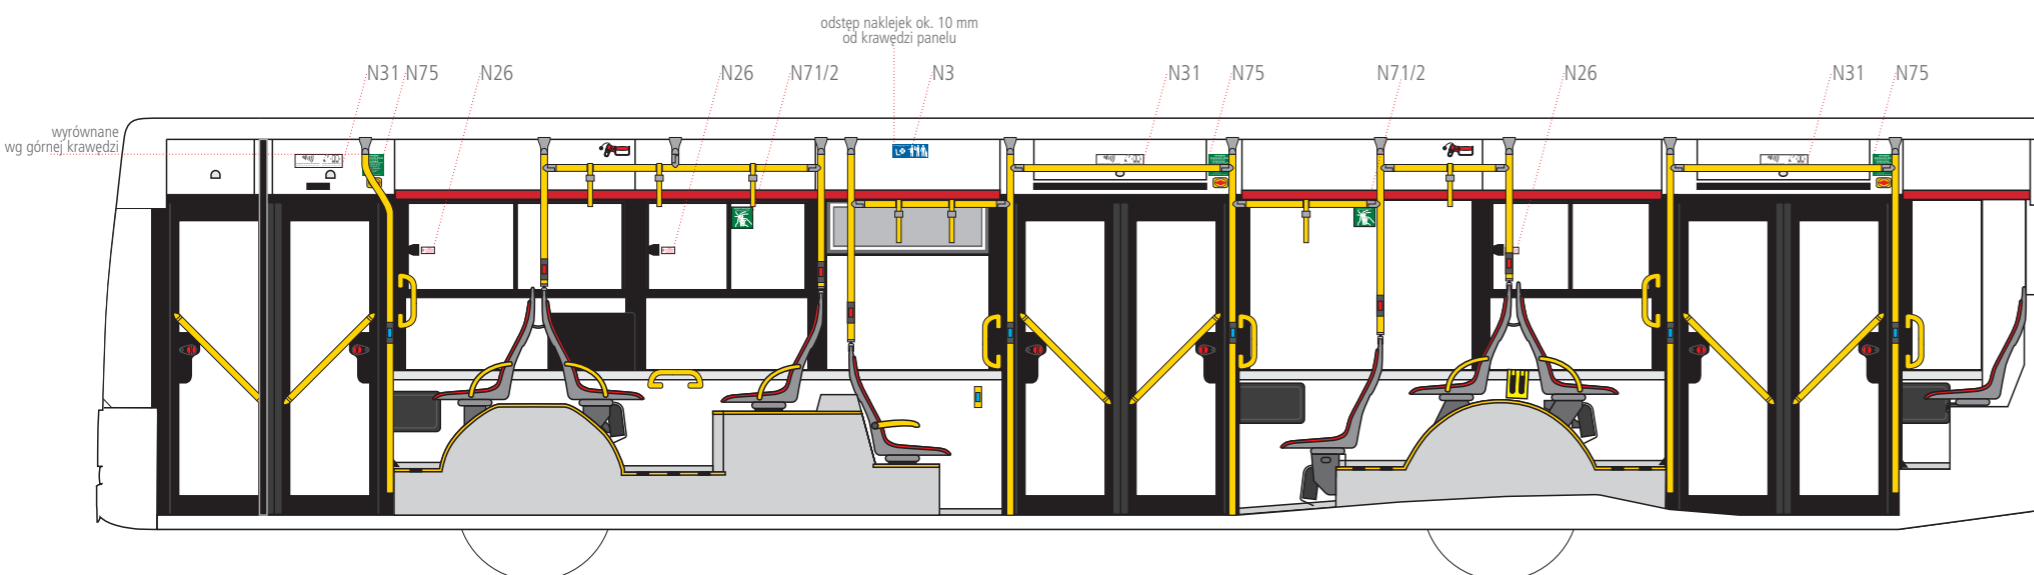 odstęp naklejek ok. 10 mm
od krawędzi panelu
N31 N75 N26 N26 N71/2 N3 N31 N75 N71/2 N26 N31 N75
wyrównane
wg górnej krawędzi